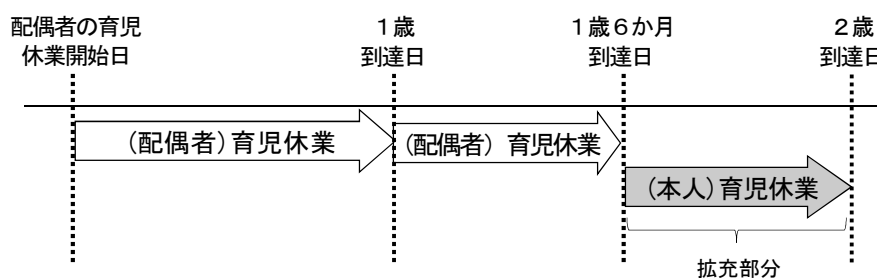 配偶者の育児
休業開始日
１歳
到達日
１歳６か月
到達日
２歳
到達日
(配偶者)育児休業
(配偶者) 育児休業
(本人)育児休業
拡充部分